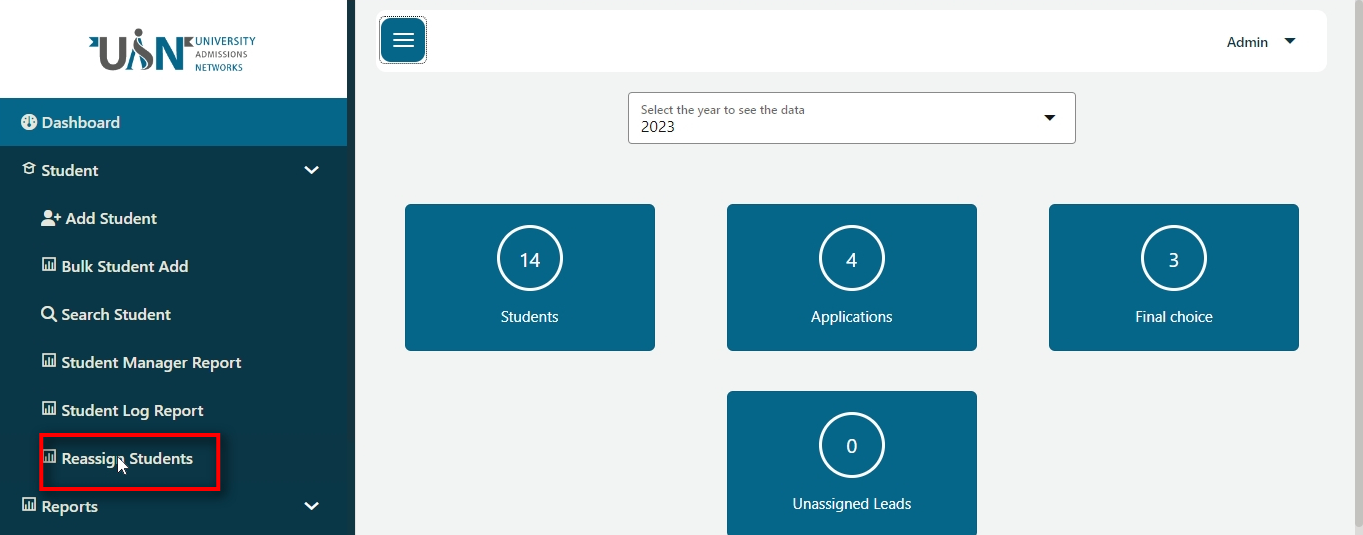 UAN UNIVERSITY
ADMISSIONS
NETWORKS
Dashboard
Student
Add Student
Bulk Student Add
Search Student
Student Manager Report
Student Log Report
Reassign Students
Reports
Admin
Select the year to see the data
2023
14
Students
4
Applications
3
Final choice
0
Unassigned Leads